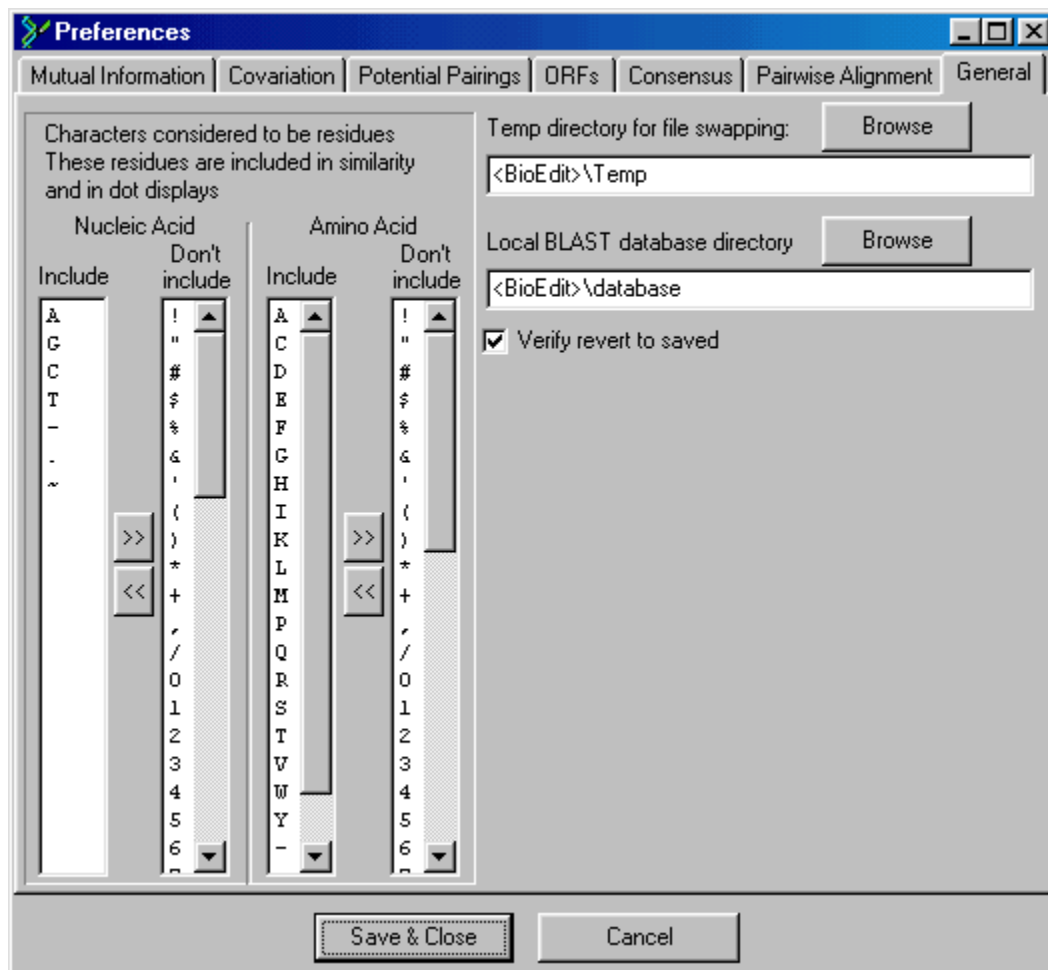 Preferences
Mutual Information Covariation Potential Pairings ORFs Consensus Pairwise Alignment General
Characters considered to be residues
These residues are included in similarity
and in dot displays
Nucleic Acid
Include
Don't
include
A
G
C
T
-
.
~
>>
<<
!
"
#
$
%
&
'
(
)
*
+
,
/
0
1
2
3
4
5
6
Amino Acid
Include
Don't
include
A
C
D
E
F
G
H
I
K
L
M
P
Q
R
S
T
V
W
Y
-
>>
<<
!
"
#
$
%
&
'
(
)
*
+
,
/
0
1
2
3
4
5
6
Temp directory for file swapping:
Browse
<BioEdit>\Temp
Local BLAST database directory
Browse
<BioEdit>\database
Verify revert to saved
Save & Close
Cancel